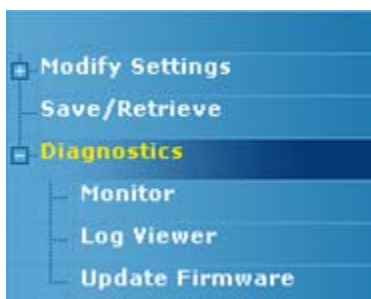 Modify Settings
Save/Retrieve
Diagnostics
Monitor
Log Viewer
Update Firmware